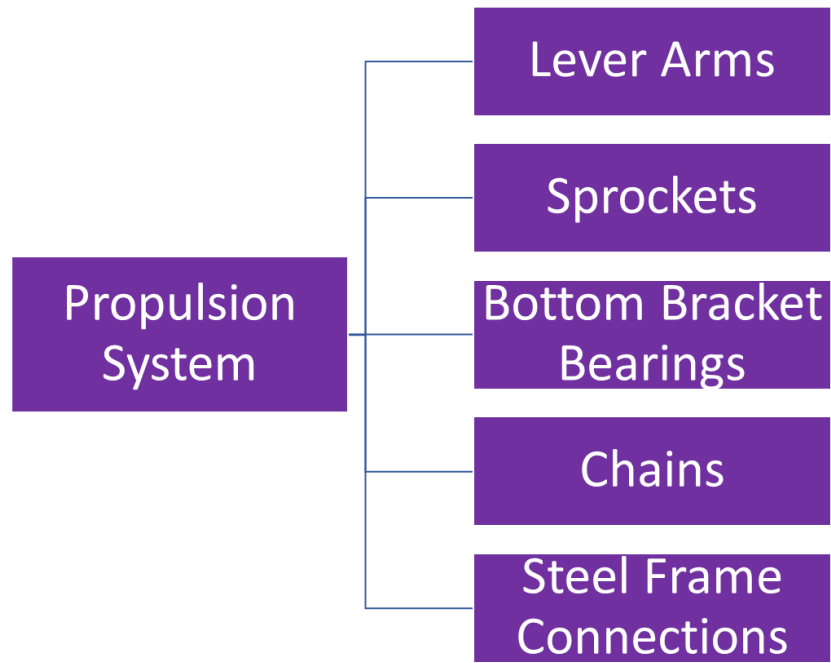 Lever Arms
Sprockets
Propulsion
System
Bottom Bracket
Bearings
Chains
Steel Frame
Connections